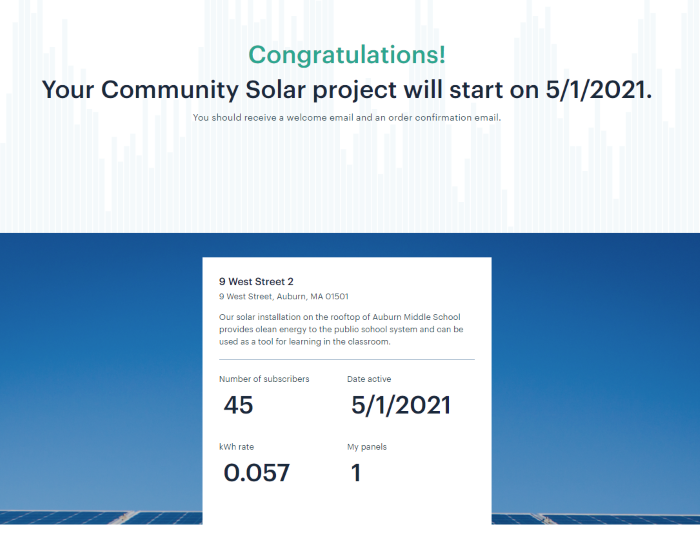 Congratulations!
Your Community Solar project will start on 5/1/2021.
You should receive a welcome email and an order confirmation email.
9 West Street 2
9 West Street, Auburn, MA 01501
Our solar installation on the rooftop of Auburn Middle School
provides clean energy to the public school system and can be
used as a tool for learning in the classroom.
Number of subscribers
Date active
45
5/1/2021
kWh rate
My panels
0.057
1